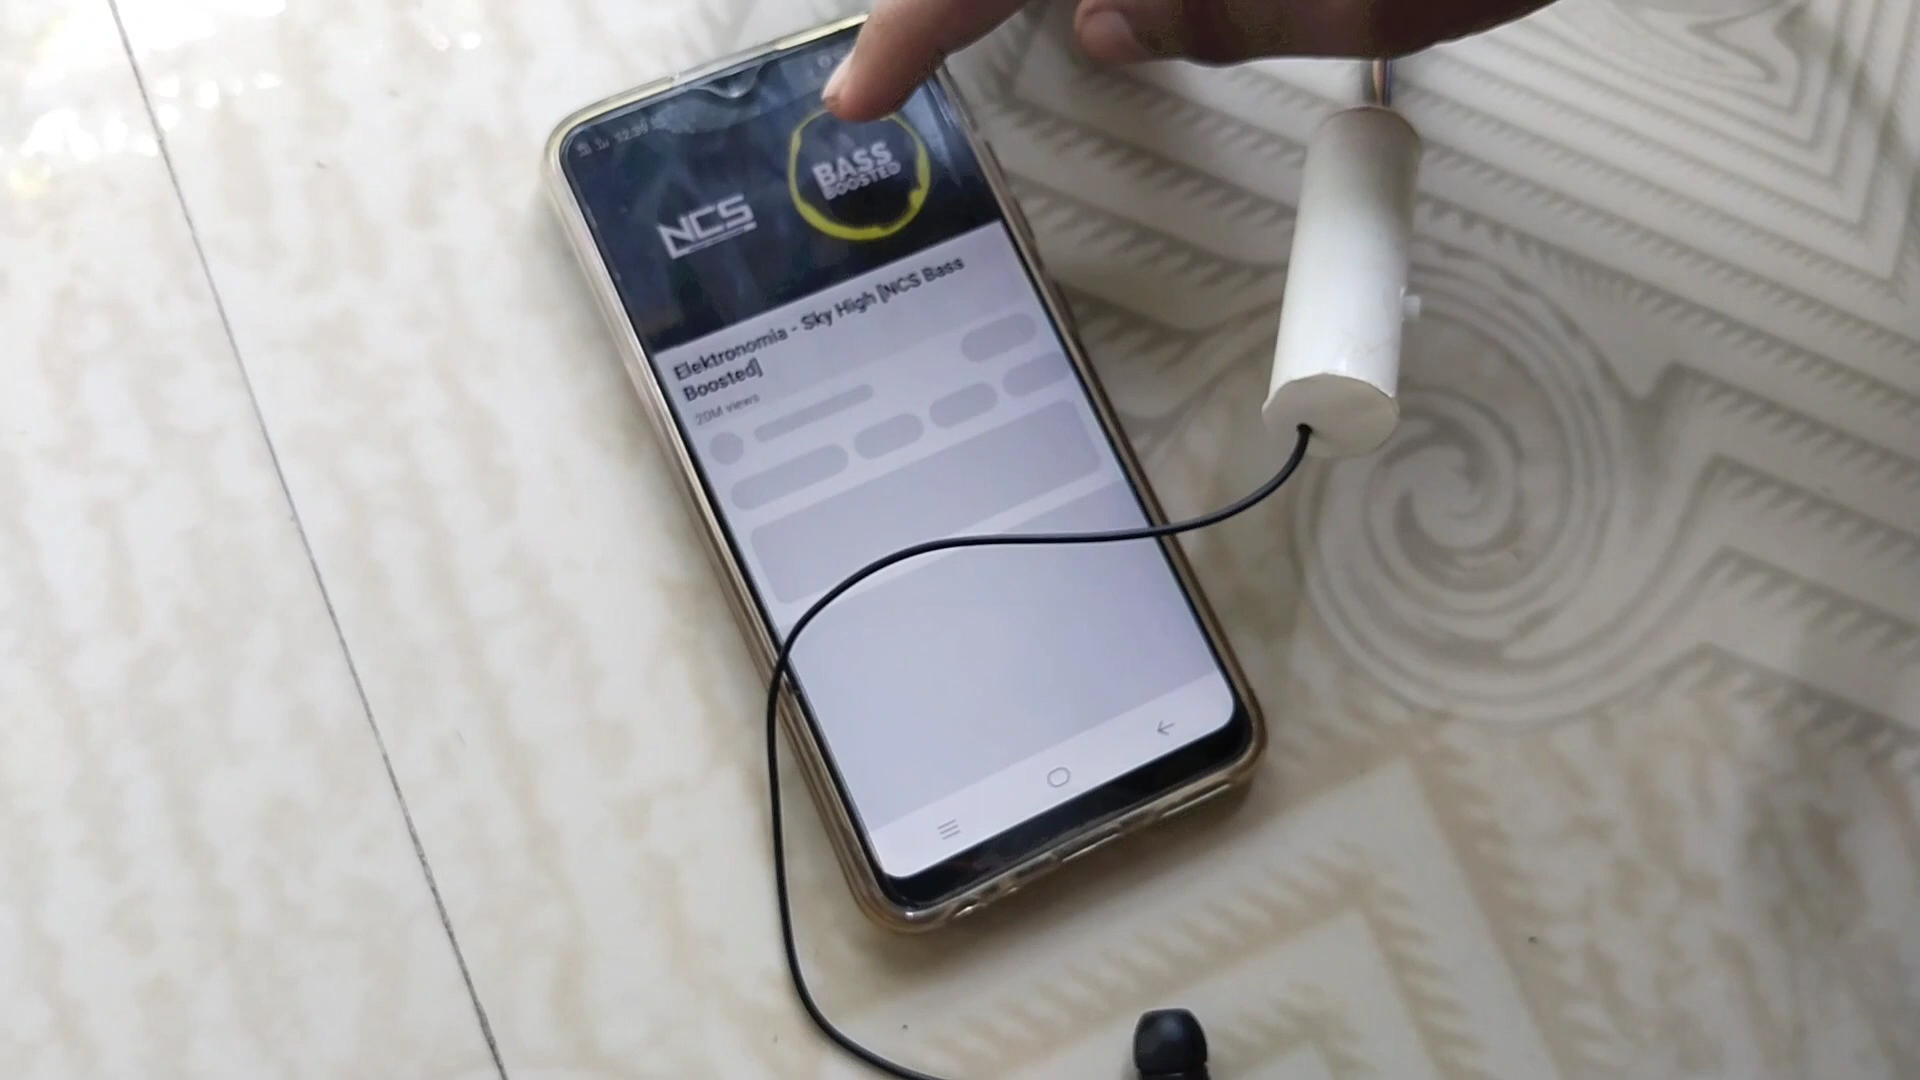 NCS
BASS
BOOSTED
Elektronomia - Sky High [NCS Bass
Boosted]
20M views